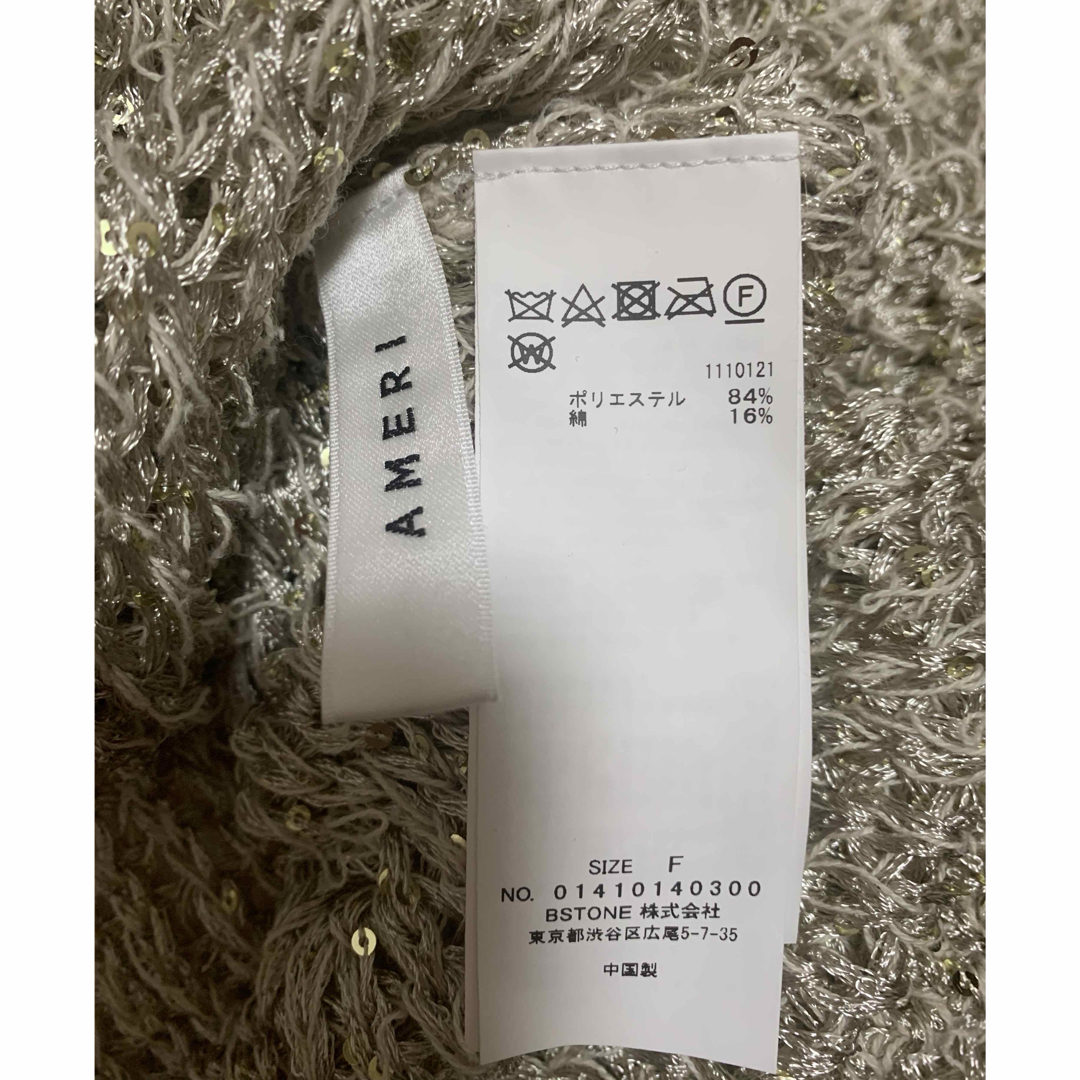 AMERI
F
W
1110121
ポリエステル 84%
綿 16%
SIZE F
NO. 01410140300
BSTONE 株式会社
東京都渋谷区広尾5-7-35
中国製